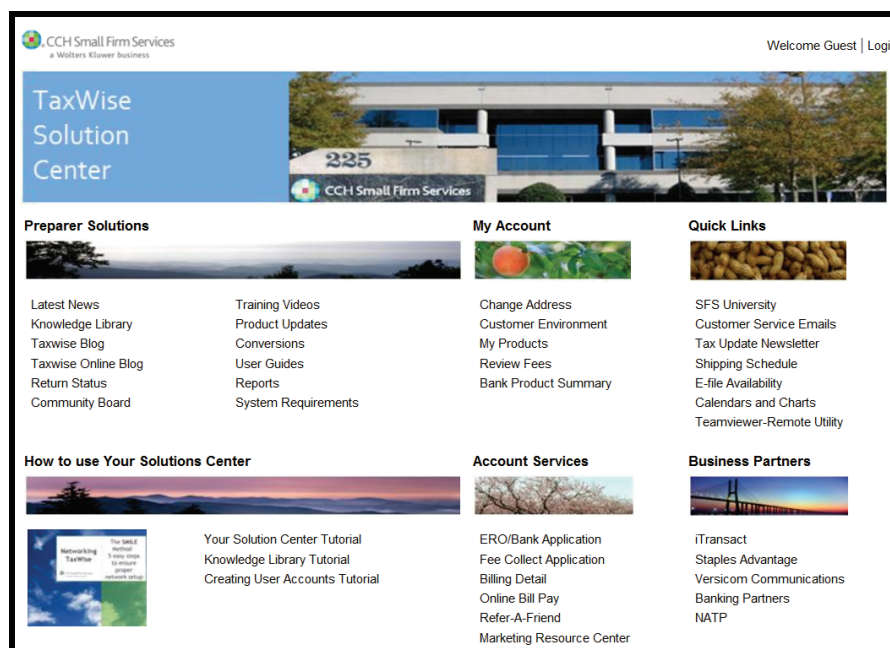 CCH Small Firm Services
a Wolters Kluwer business
Welcome Guest | Logi
TaxWise
Solution
Center
225
CCH Small Firm Services
Preparer Solutions
Latest News
Knowledge Library
Taxwise Blog
Taxwise Online Blog
Return Status
Community Board
Training Videos
Product Updates
Conversions
User Guides
Reports
System Requirements
My Account
Change Address
Customer Environment
My Products
Review Fees
Bank Product Summary
Quick Links
SFS University
Customer Service Emails
Tax Update Newsletter
Shipping Schedule
E-file Availability
Calendars and Charts
Teamviewer-Remote Utility
How to use Your Solutions Center
Networking
TaxWise
The SMILE
Method
5 easy steps
to ensure
proper
network setup
Your Solution Center Tutorial
Knowledge Library Tutorial
Creating User Accounts Tutorial
Account Services
ERO/Bank Application
Fee Collect Application
Billing Detail
Online Bill Pay
Refer-A-Friend
Marketing Resource Center
Business Partners
iTransact
Staples Advantage
Versicom Communications
Banking Partners
NATP